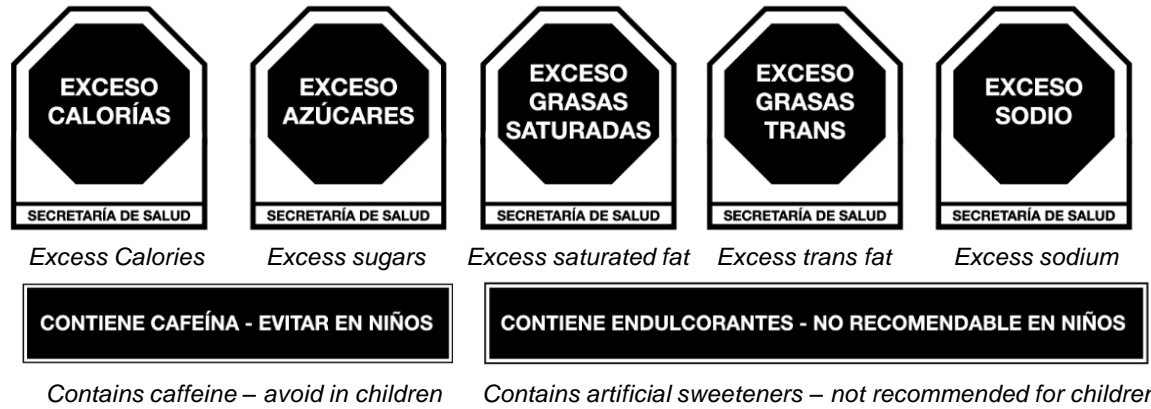 EXCESO
CALORÍAS
SECRETARÍA DE SALUD
EXCESO
AZÚCARES
SECRETARÍA DE SALUD
EXCESO
GRASAS
SATURADAS
SECRETARÍA DE SALUD
EXCESO
GRASAS
TRANS
SECRETARÍA DE SALUD
EXCESO
SODIO
SECRETARÍA DE SALUD
Excess Calories
Excess sugars
Excess saturated fat
Excess trans fat
Excess sodium
CONTIENE CAFEÍNA - EVITAR EN NIÑOS
CONTIENE ENDULCORANTES - NO RECOMENDABLE EN NIÑOS
Contains caffeine – avoid in children
Contains artificial sweeteners – not recommended for children